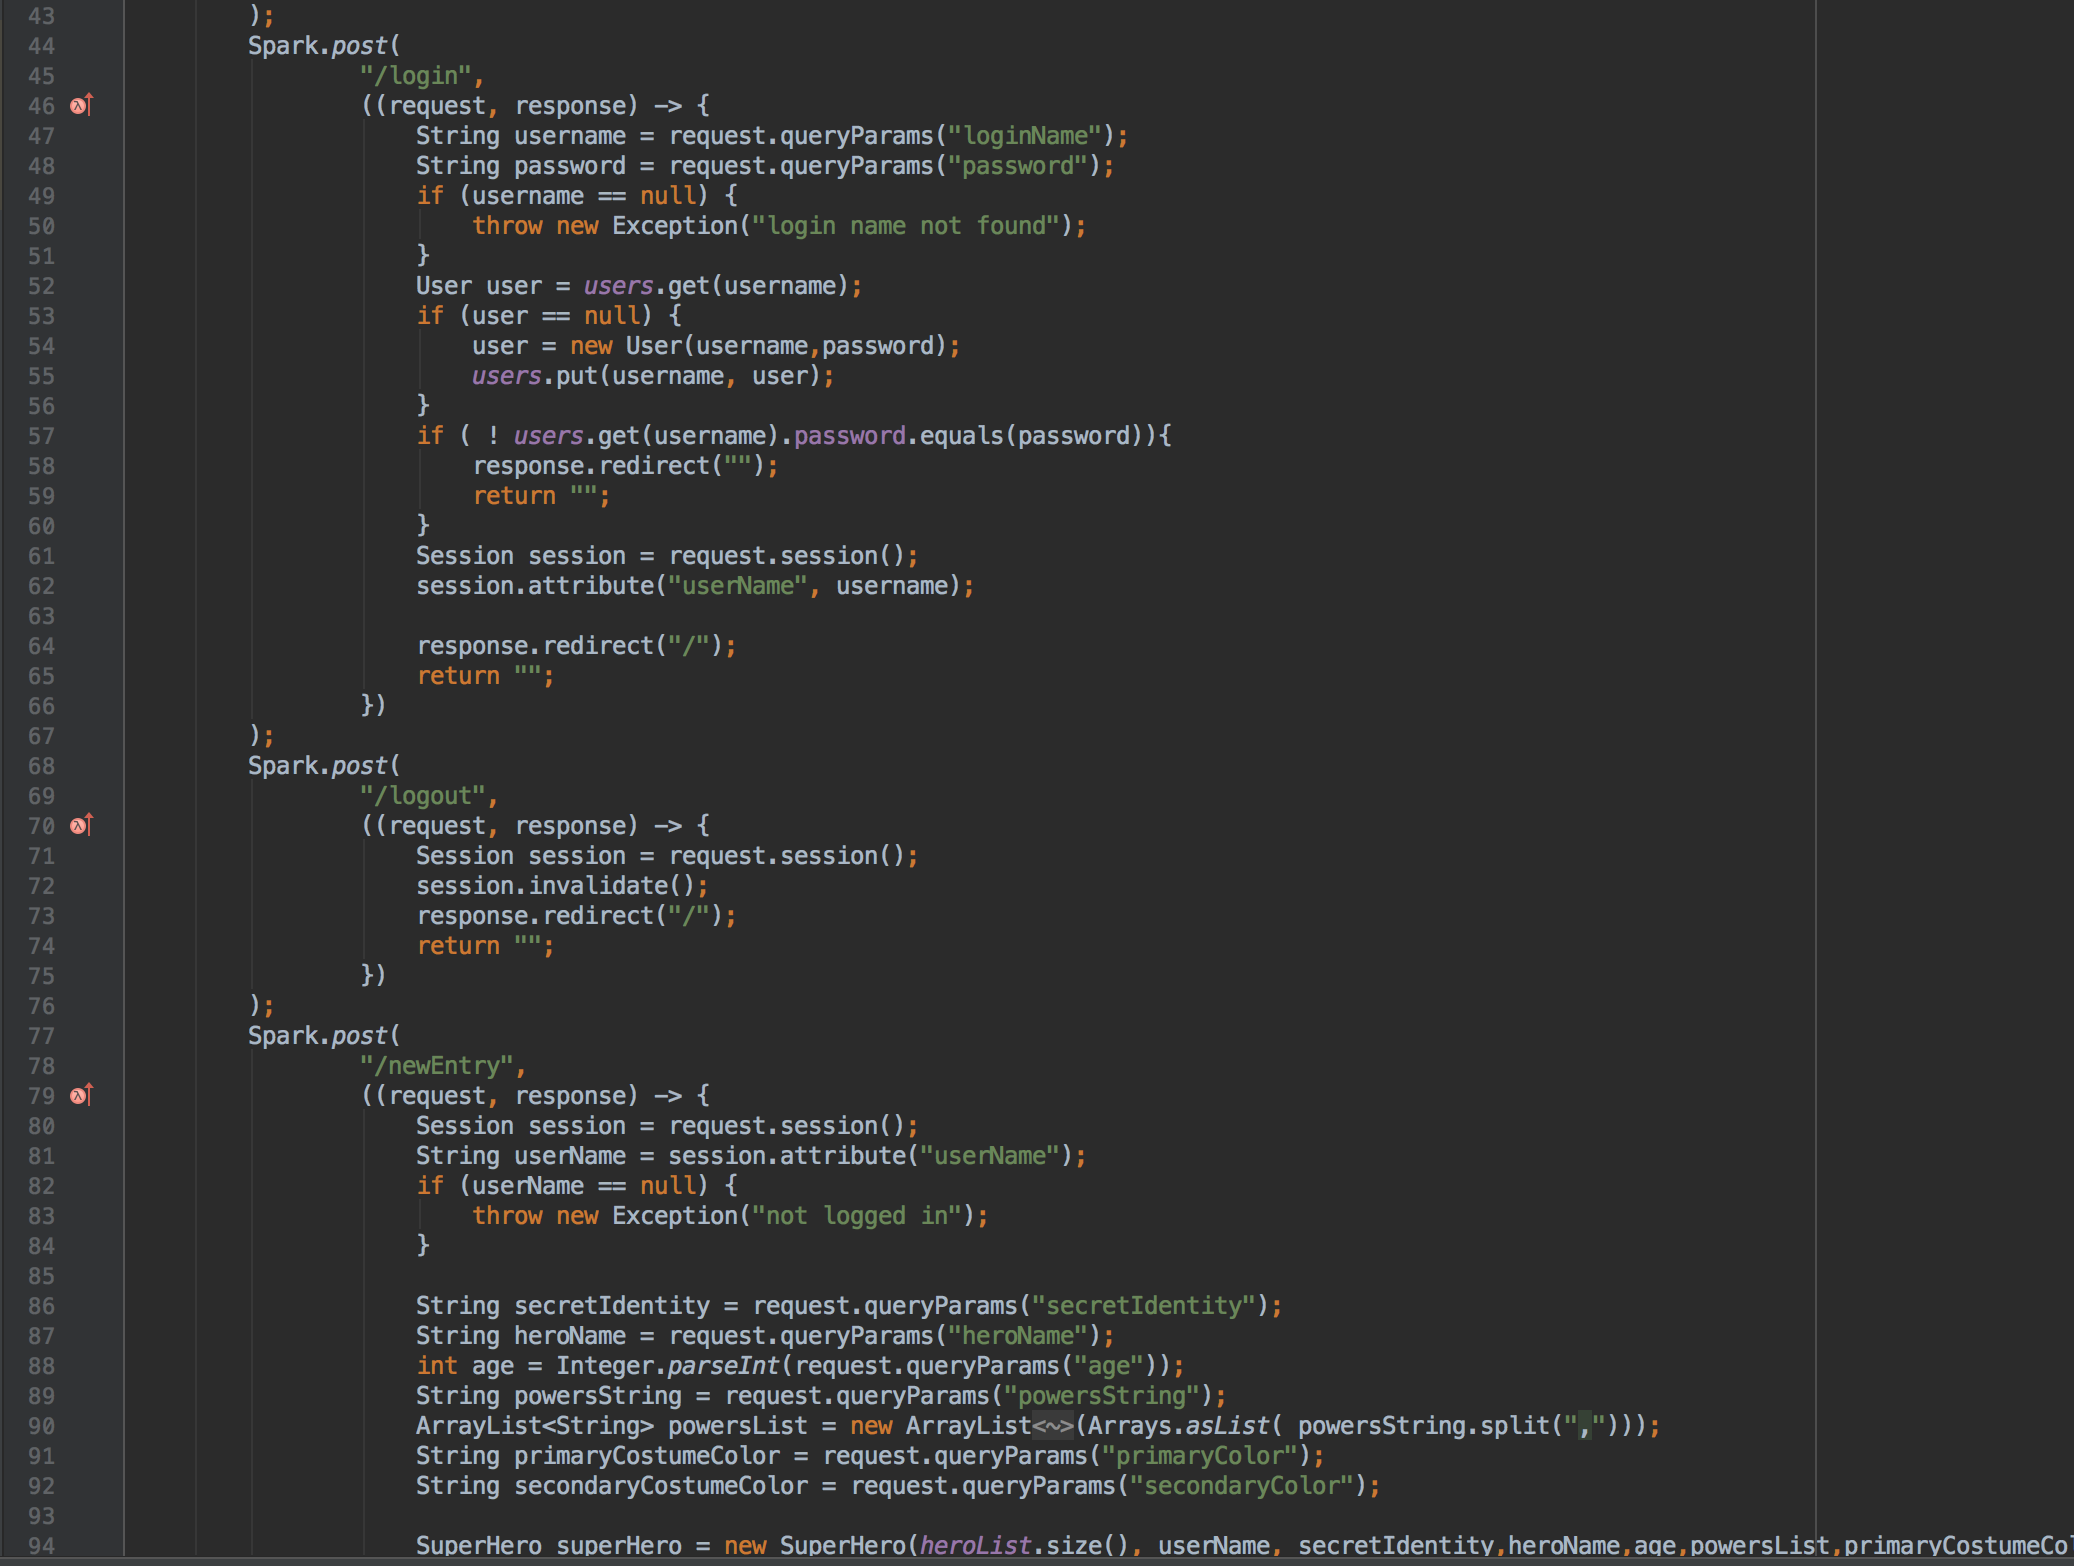 43 );
44 Spark.post(
45 "/login",
46 ((request, response) -> {
47 String username = request.queryParams("loginName");
48 String password = request.queryParams("password");
49 if (username == null) {
50 throw new Exception("login name not found");
51 }
52 User user = users.get(username);
53 if (user == null) {
54 user = new User(username,password);
55 users.put(username, user);
56 }
57 if ( ! users.get(username).password.equals(password)){
58 response.redirect("");
59 return "";
60 }
61 Session session = request.session();
62 session.attribute("userName", username);
63
64 response.redirect("/");
65 return "";
66 })
67 );
68 Spark.post(
69 "/logout",
70 ((request, response) -> {
71 Session session = request.session();
72 session.invalidate();
73 response.redirect("/");
74 return "";
75 })
76 );
77 Spark.post(
78 "/newEntry",
79 ((request, response) -> {
80 Session session = request.session();
81 String userName = session.attribute("userName");
82 if (userName == null) {
83 throw new Exception("not logged in");
84 }
85
86 String secretIdentity = request.queryParams("secretIdentity");
87 String heroName = request.queryParams("heroName");
88 int age = Integer.parseInt(request.queryParams("age"));
89 String powersString = request.queryParams("powersString");
90 ArrayList<String> powersList = new ArrayList<~>(Arrays.asList( powersString.split(",")));
91 String primaryCostumeColor = request.queryParams("primaryColor");
92 String secondaryCostumeColor = request.queryParams("secondaryColor");
93
94 SuperHero superHero = new SuperHero(heroList.size(), userName, secretIdentity,heroName,age,powersList,primaryCostumeCol